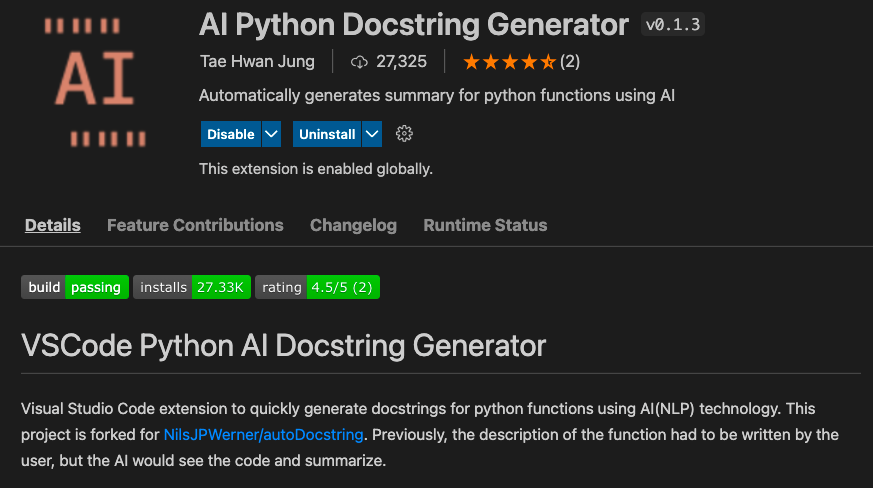 AI Python Docstring Generator v0.1.3
AI
Tae Hwan Jung 27,325 (2)
Automatically generates summary for python functions using AI
Disable Uninstall
This extension is enabled globally.
Details Feature Contributions Changelog Runtime Status
build passing installs 27.33K rating 4.5/5 (2)
VSCode Python AI Docstring Generator
Visual Studio Code extension to quickly generate docstrings for python functions using AI(NLP) technology. This
project is forked for NilsJPWerner/autoDocstring. Previously, the description of the function had to be written by the
user, but the AI would see the code and summarize.